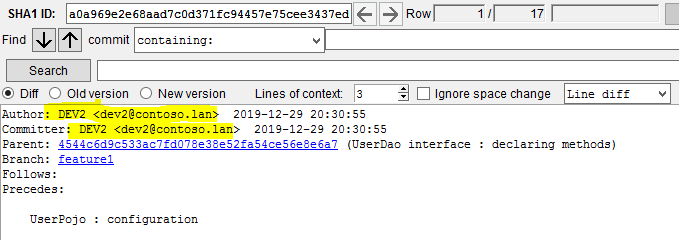 SHA1 ID: a0a969e2e68aad7c0d371fc94457e75cee3437ed Row 1 / 17
Find commit containing:
Search
Diff Old version New version Lines of context: 3 Ignore space change Line diff
Author: DEV2 <dev2@contoso.lan> 2019-12-29 20:30:55
Committer: DEV2 <dev2@contoso.lan> 2019-12-29 20:30:55
Parent: 4544c6d9c533ac7fd078e38e52fa54ce56e8e6a7 (UserDao interface : declaring methods)
Branch: feature1
Follows:
Precedes:
UserPojo : configuration